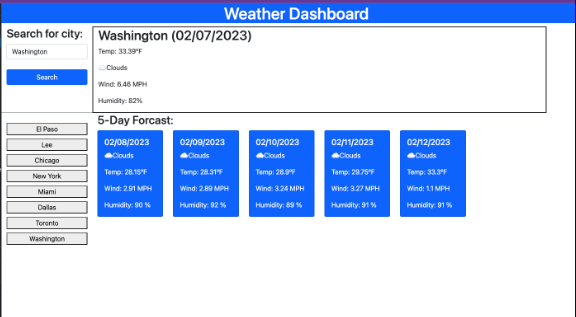 Weather Dashboard
Search for city:
Washington
Search
El Paso
Lee
Chicago
New York
Miami
Dallas
Toronto
Washington
Washington (02/07/2023)
Temp: 33.39°F
Clouds
Wind: 6.46 MPH
Humidity: 82%
5-Day Forcast:
02/08/2023
Clouds
Temp: 28.15°F
Wind: 2.91 MPH
Humidity: 90 %
02/09/2023
Clouds
Temp: 28.31°F
Wind: 2.89 MPH
Humidity: 92 %
02/10/2023
Clouds
Temp: 28.9°F
Wind: 3.24 MPH
Humidity: 89 %
02/11/2023
Clouds
Temp: 29.75°F
Wind: 3.27 MPH
Humidity: 91 %
02/12/2023
Clouds
Temp: 33.3°F
Wind: 1.1 MPH
Humidity: 91 %